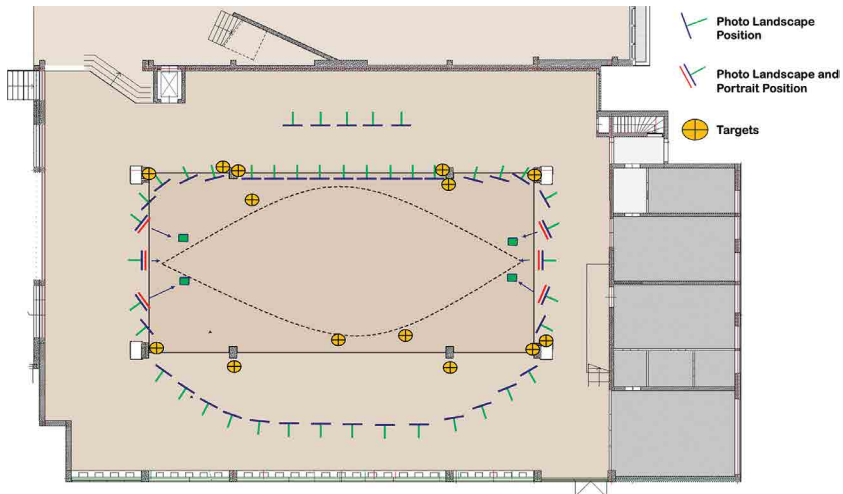 Photo Landscape
Position
Photo Landscape and
Portrait Position
Targets